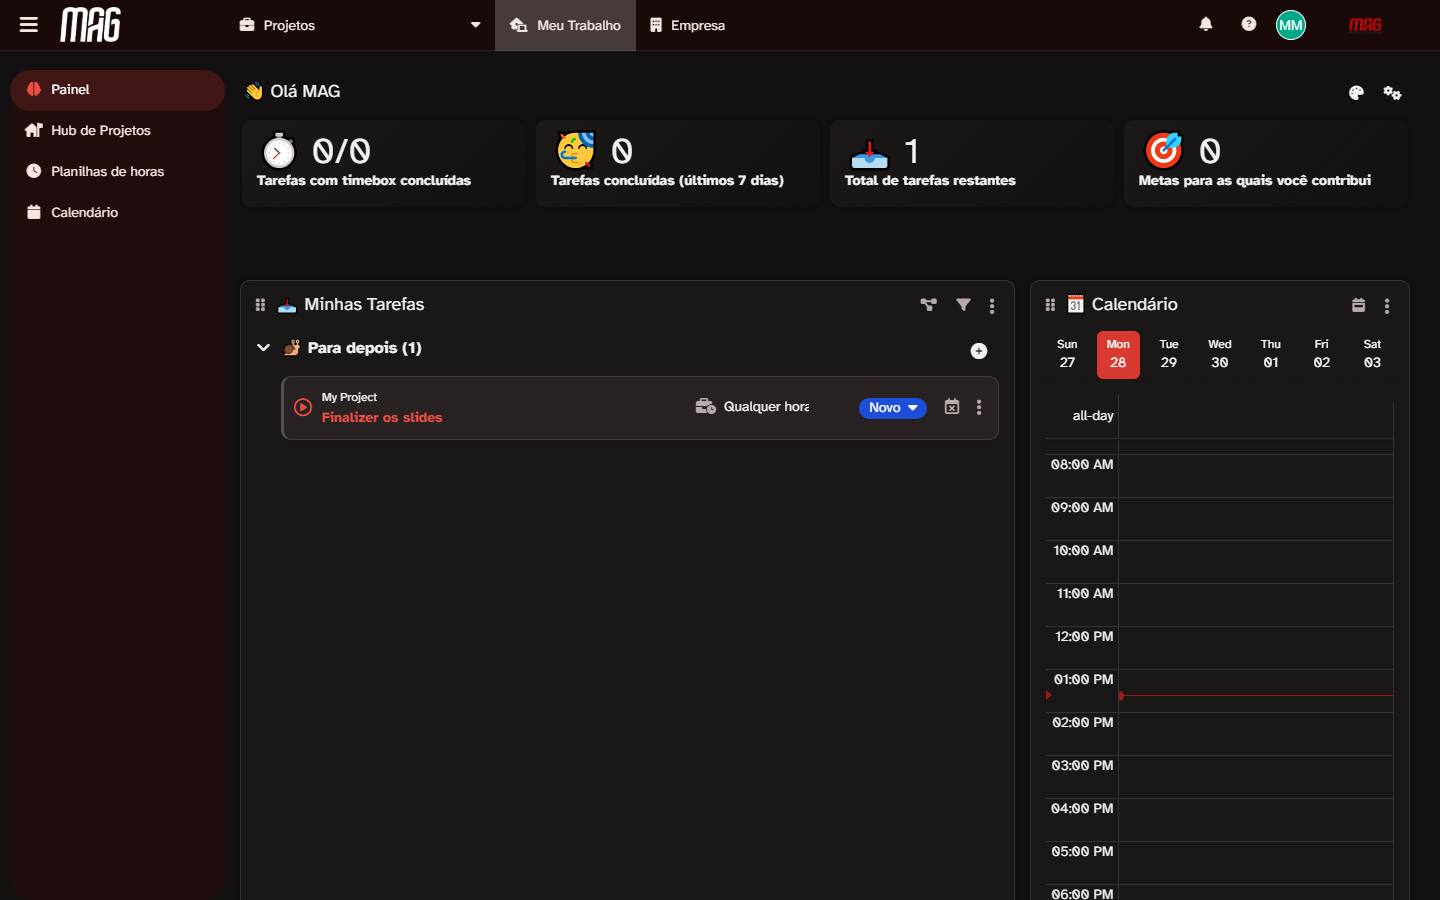 MAG
Projetos
Meu Trabalho
Empresa
MM
MAG
Painel
Hub de Projetos
Planilhas de horas
Calendário
👋 Olá MAG
0/0
Tarefas com timebox concluídas
0
Tarefas concluídas (últimos 7 dias)
1
Total de tarefas restantes
0
Metas para as quais você contribui
Minhas Tarefas
Para depois (1)
My Project
Finalizer os slides
Qualquer hora
Novo
31 Calendário
Sun Mon Tue Wed Thu Fri Sat
27 28 29 30 01 02 03
all-day
08:00 AM
09:00 AM
10:00 AM
11:00 AM
12:00 PM
01:00 PM
02:00 PM
03:00 PM
04:00 PM
05:00 PM
06:00 PM